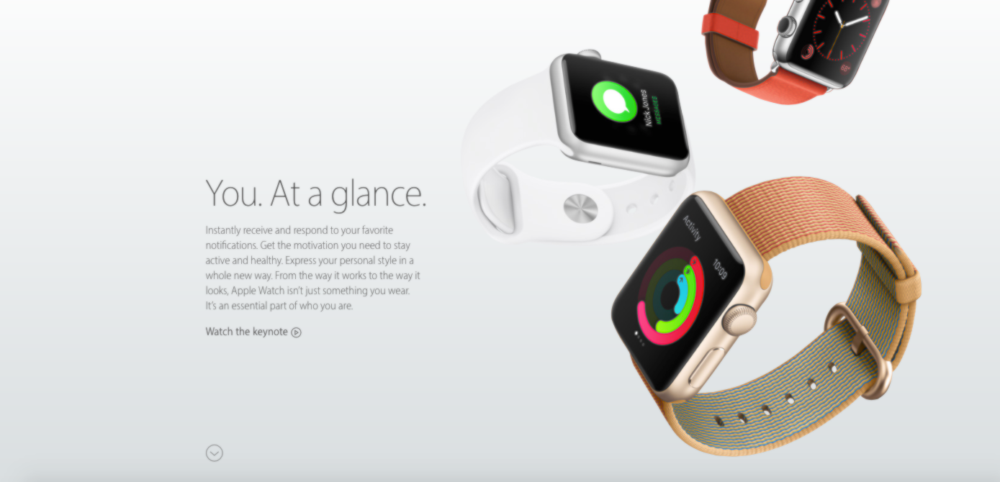 You. At a glance.
Instantly receive and respond to your favorite
notifications. Get the motivation you need to stay
active and healthy. Express your personal style in a
whole new way. From the way it works to the way it
looks, Apple Watch isn't just something you wear.
It's an essential part of who you are.
Watch the keynote
Nick Jones
MESSAGES
68°
Activity
10:09